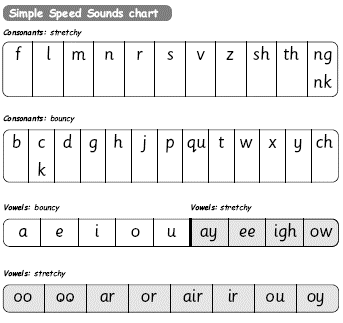 Simple Speed Sounds chart
Consonants: stretchy
f l m n r s v z sh th ng
nk
Consonants: bouncy
b c d g h j p qu t w x y ch
k
Vowels: bouncy Vowels: stretchy
a e i o u ay ee igh ow
Vowels: stretchy
oo oo ar or air ir ou oy